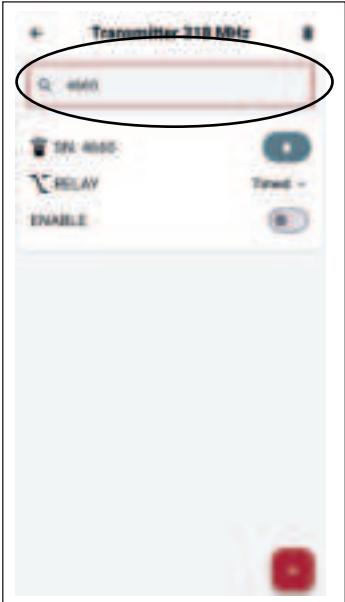 Transmitter 318 MHz
4660
SN: 4660
RELAY
Timed
ENABLE